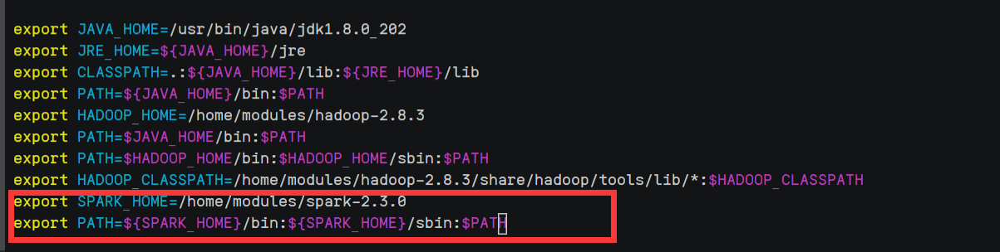 export JAVA_HOME=/usr/bin/java/jdk1.8.0_202
export JRE_HOME=${JAVA_HOME}/jre
export CLASSPATH=.:${JAVA_HOME}/lib:${JRE_HOME}/lib
export PATH=${JAVA_HOME}/bin:$PATH
export HADOOP_HOME=/home/modules/hadoop-2.8.3
export PATH=$JAVA_HOME/bin:$PATH
export PATH=$HADOOP_HOME/bin:$HADOOP_HOME/sbin:$PATH
export HADOOP_CLASSPATH=/home/modules/hadoop-2.8.3/share/hadoop/tools/lib/*:$HADOOP_CLASSPATH
export SPARK_HOME=/home/modules/spark-2.3.0
export PATH=${SPARK_HOME}/bin:${SPARK_HOME}/sbin:$PATH